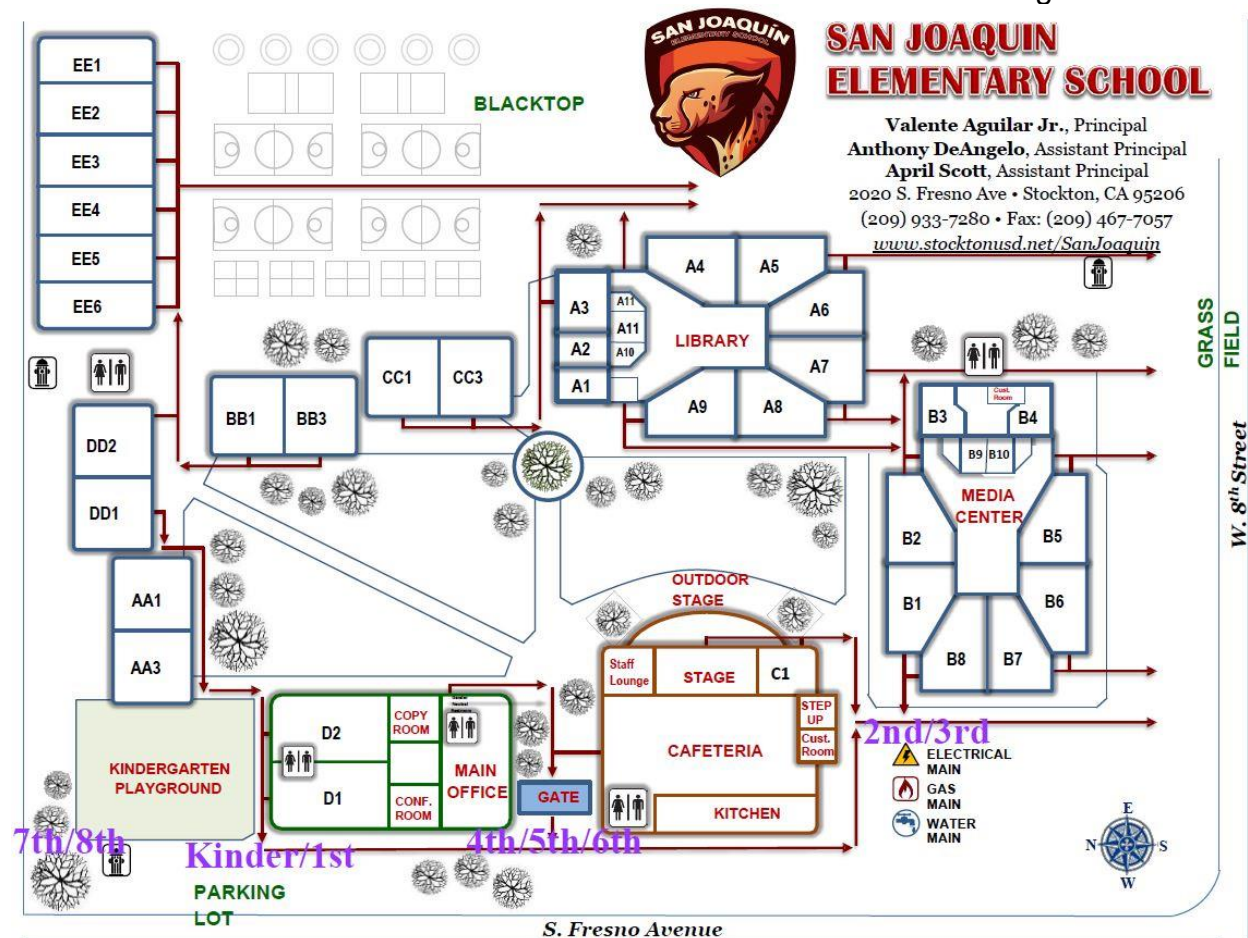 SAN JOAQUÍN
ELEMENTARY SCHOOL
SAN JOAQUIN
ELEMENTARY SCHOOL
Valente Aguilar Jr., Principal
Anthony DeAngelo, Assistant Principal
April Scott, Assistant Principal
2020 S. Fresno Ave • Stockton, CA 95206
(209) 933-7280 • Fax: (209) 467-7057
www.stocktonusd.net/SanJoaquin
BLACKTOP
EE1
EE2
EE3
EE4
EE5
EE6
A4
A5
A3
A11
A6
A11
A2
A10
LIBRARY
A1
A7
A9
A8
CC1
CC3
BB1
BB3
DD2
DD1
AA1
AA3
GRASS
FIELD
W. 8th Street
Cust.
Room
B3
B4
B9
B10
MEDIA
CENTER
B2
B5
B1
B6
B8
B7
OUTDOOR
STAGE
Staff
Lounge
STAGE
C1
STEP
UP
Cust.
Room
CAFETERIA
KITCHEN
D2
D1
COPY
ROOM
CONF.
ROOM
Gender
Neutral
Restroom
MAIN
OFFICE
GATE
KINDERGARTEN
PLAYGROUND
2nd/3rd
ELECTRICAL
MAIN
GAS
MAIN
WATER
MAIN
7th/8th
Kinder/1st
4th/5th/6th
PARKING
LOT
S. Fresno Avenue
E
N
S
W